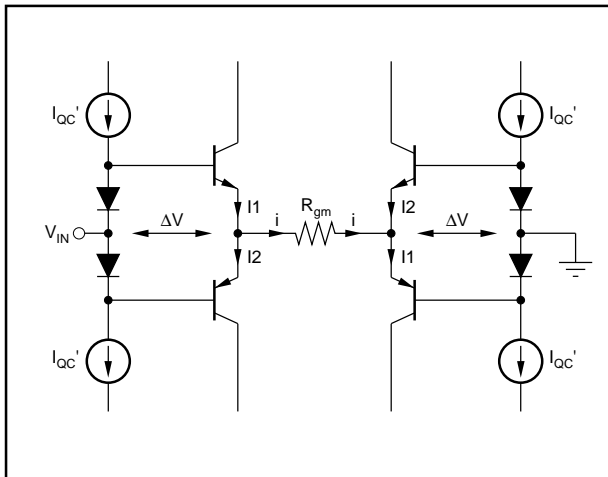 I_QC' I_QC'
I1 I2
R_gm
V_IN ΔV i i ΔV
I2 I1
I_QC' I_QC'